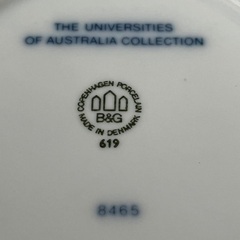 THE UNIVERSITIES
OF AUSTRALIA COLLECTION
COPENHAGEN PORCELAIN
B&G
MADE IN DENMARK
619
8465